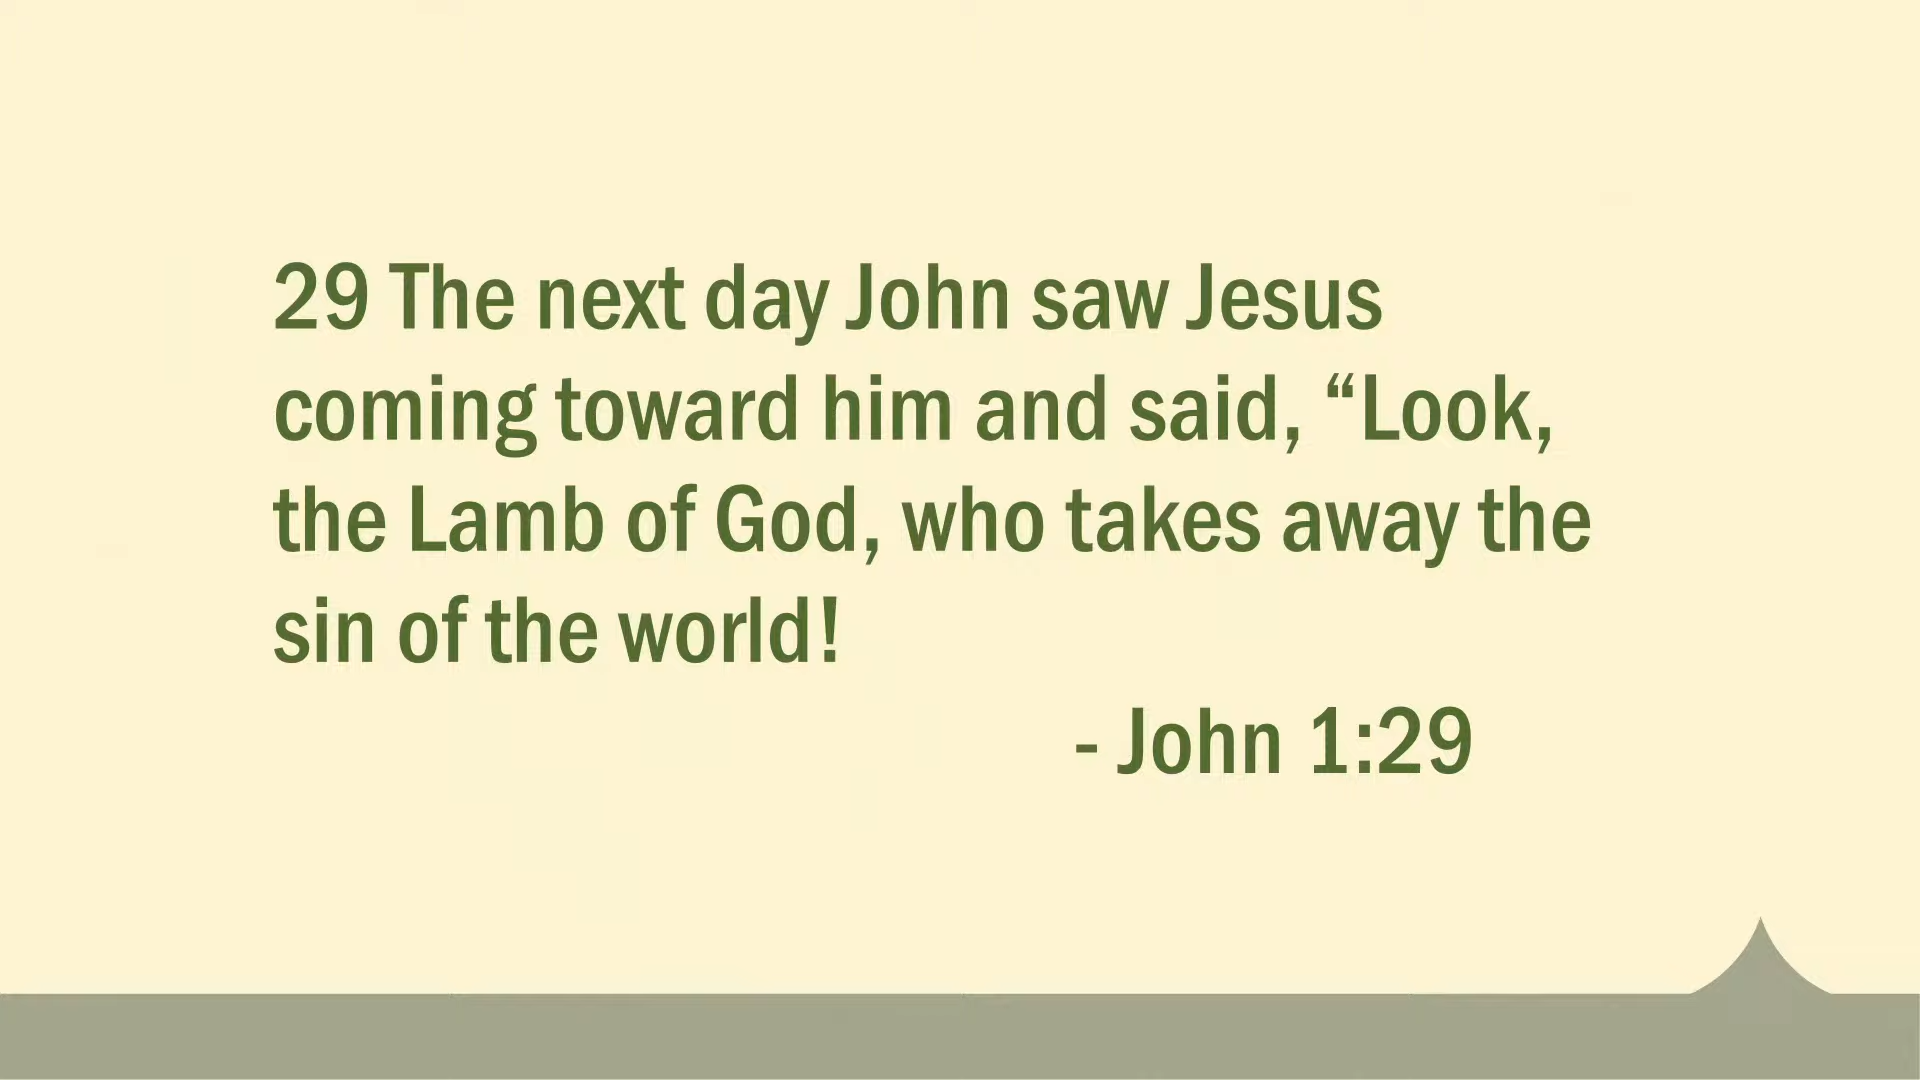 29 The next day John saw Jesus
coming toward him and said, “Look,
the Lamb of God, who takes away the
sin of the world!
- John 1:29